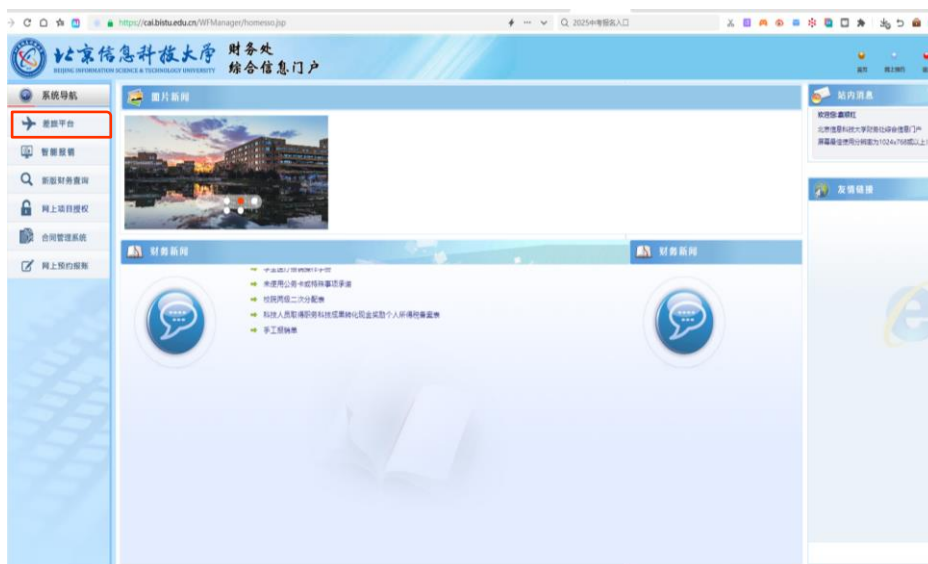 https://cai.bistu.edu.cn/WFManager/homewo.jsp
2025中考报名入口
北京信息科技大学
BEIJING INFORMATION SCIENCE & TECHNOLOGY UNIVERSITY
财务处
综合信息门户
首页
系统导航
差旅平台
智能报销
新版财务查询
网上项目授权
合同管理系统
网上预约报账
图片新闻
财务新闻
未使用公务卡或特殊事项承诺
校院两级二次分配表
科技人员取得职务科技成果转化现金奖励个人所得税备案表
手工报销单
财务新闻
站内消息
北京信息科技大学财务处综合信息门户
屏幕最佳使用分辨率为1024x768或以上
友情链接